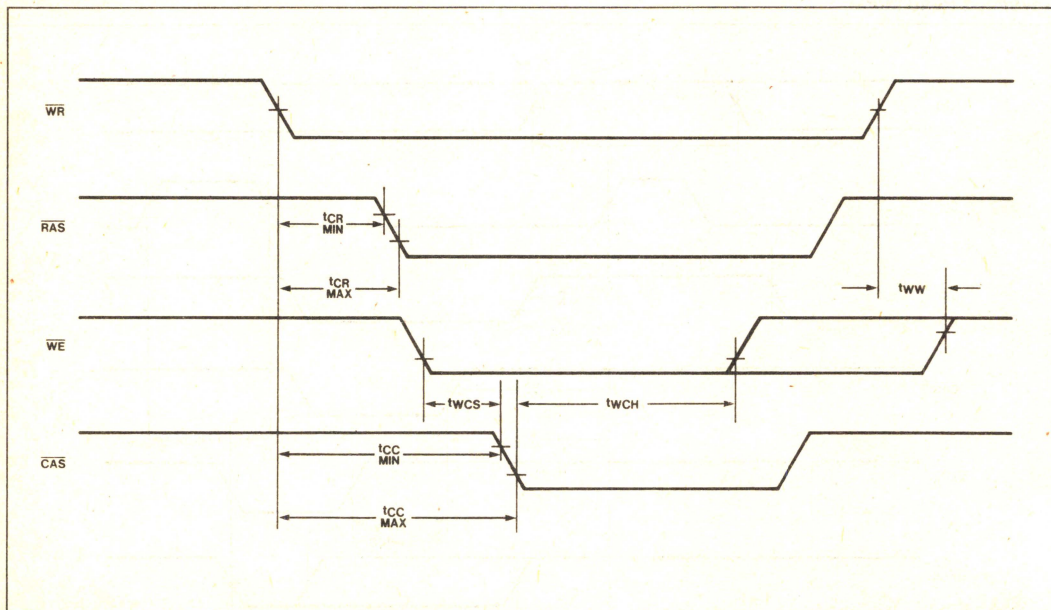 WR
RAS
tCR
MIN
tCR
MAX
tWW
WE
tWCS
tWCH
tCC
MIN
CAS
tCC
MAX